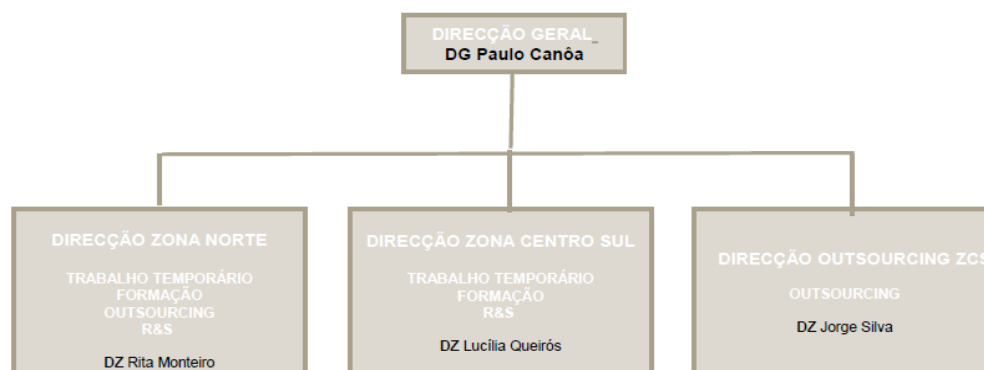 DIRECÇÃO GERAL_
DG Paulo Canôa
DIRECÇÃO ZONA NORTE
TRABALHO TEMPORÁRIO
FORMAÇÃO
OUTSOURCING
R&S
DZ Rita Monteiro
DIRECÇÃO ZONA CENTRO SUL
TRABALHO TEMPORÁRIO
FORMAÇÃO
R&S
DZ Lucília Queirós
DIRECÇÃO OUTSOURCING ZCS
OUTSOURCING
DZ Jorge Silva